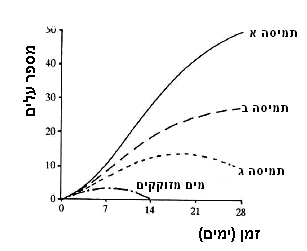 מספר עלים
50
40
30
20
10
0
תמיסה א
תמיסה ב
תמיסה ג
מים מזוקקים
0 7 14 21 28
זמן (ימים)